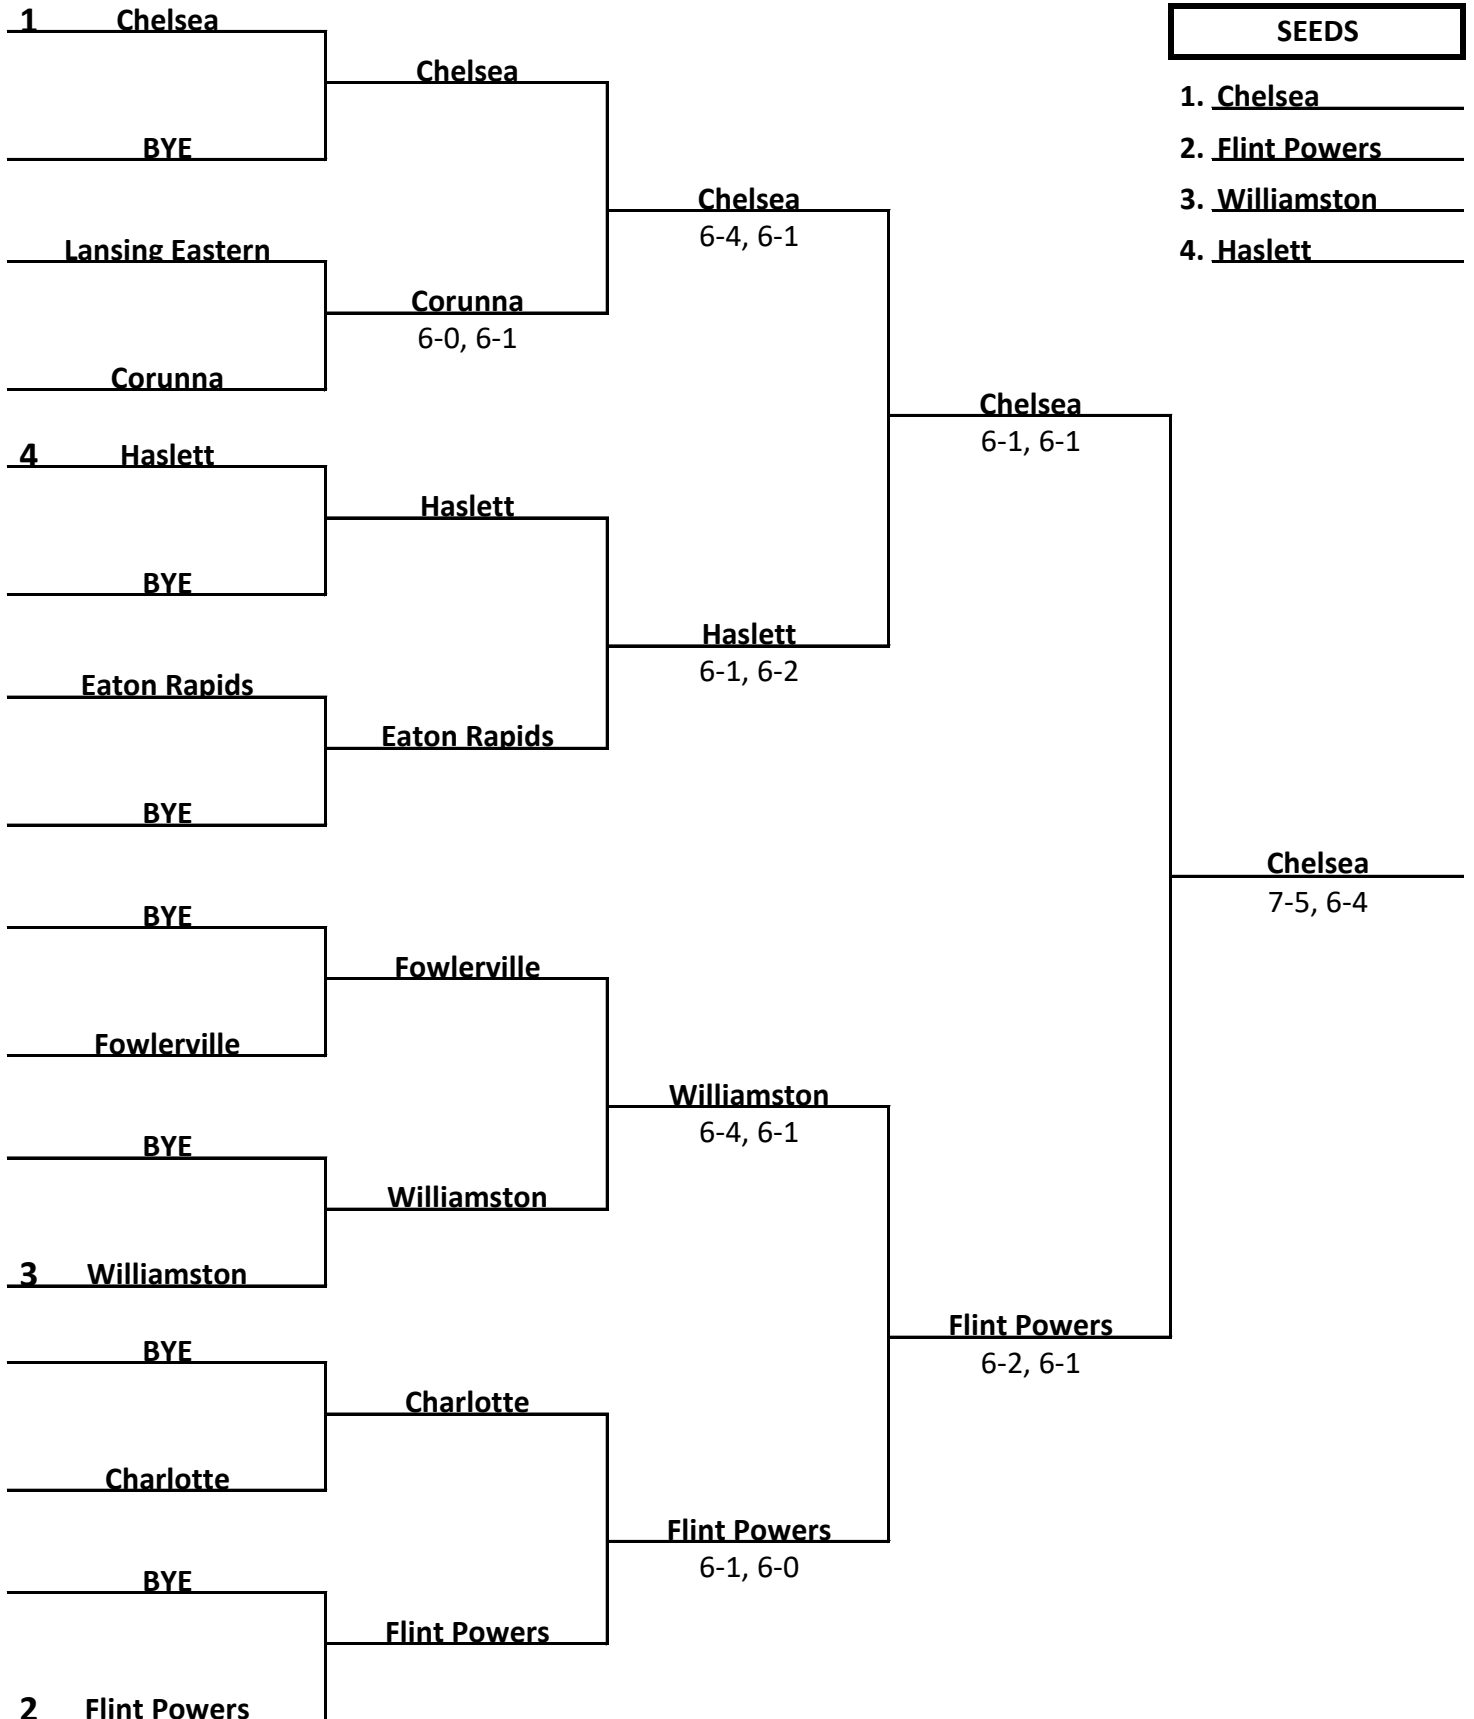 1 Chelsea
SEEDS
Chelsea
1. Chelsea
BYE
2. Flint Powers
Chelsea
3. Williamston
6-4, 6-1
Lansing Eastern
4. Haslett
Corunna
6-0, 6-1
Corunna
Chelsea
6-1, 6-1
4 Haslett
Haslett
BYE
Haslett
6-1, 6-2
Eaton Rapids
Eaton Rapids
BYE
Chelsea
7-5, 6-4
BYE
Fowlerville
Fowlerville
Williamston
6-4, 6-1
BYE
Williamston
3 Williamston
Flint Powers
6-2, 6-1
BYE
Charlotte
Charlotte
Flint Powers
6-1, 6-0
BYE
Flint Powers
2 Flint Powers